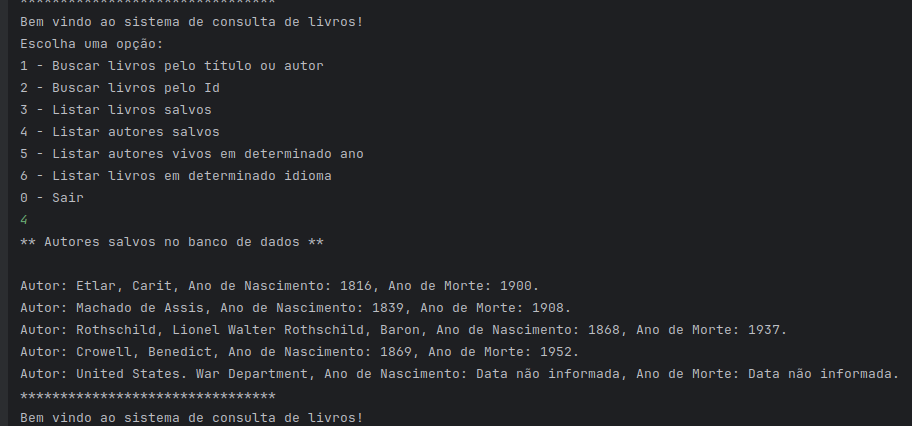 ********************************
Bem vindo ao sistema de consulta de livros!
Escolha uma opção:
1 - Buscar livros pelo título ou autor
2 - Buscar livros pelo Id
3 - Listar livros salvos
4 - Listar autores salvos
5 - Listar autores vivos em determinado ano
6 - Listar livros em determinado idioma
0 - Sair
4
** Autores salvos no banco de dados **
Autor: Etlar, Carit, Ano de Nascimento: 1816, Ano de Morte: 1900.
Autor: Machado de Assis, Ano de Nascimento: 1839, Ano de Morte: 1908.
Autor: Rothschild, Lionel Walter Rothschild, Baron, Ano de Nascimento: 1868, Ano de Morte: 1937.
Autor: Crowell, Benedict, Ano de Nascimento: 1869, Ano de Morte: 1952.
Autor: United States. War Department, Ano de Nascimento: Data não informada, Ano de Morte: Data não informada.
********************************
Bem vindo ao sistema de consulta de livros!